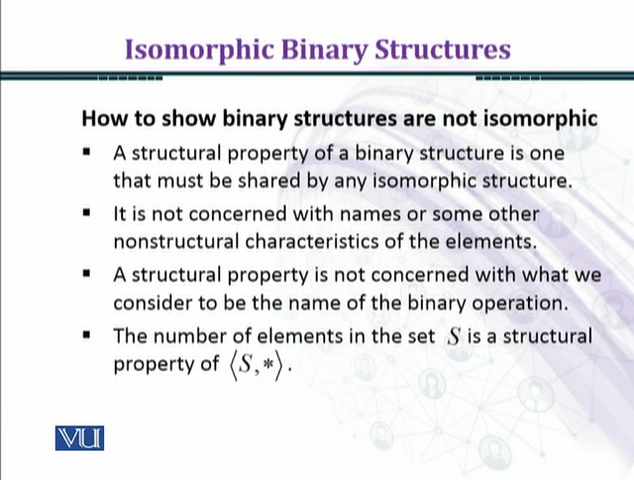 Isomorphic Binary Structures
How to show binary structures are not isomorphic
▪ A structural property of a binary structure is one
that must be shared by any isomorphic structure.
▪ It is not concerned with names or some other
nonstructural characteristics of the elements.
▪ A structural property is not concerned with what we
consider to be the name of the binary operation.
▪ The number of elements in the set S is a structural
property of ⟨S,*⟩.
VU